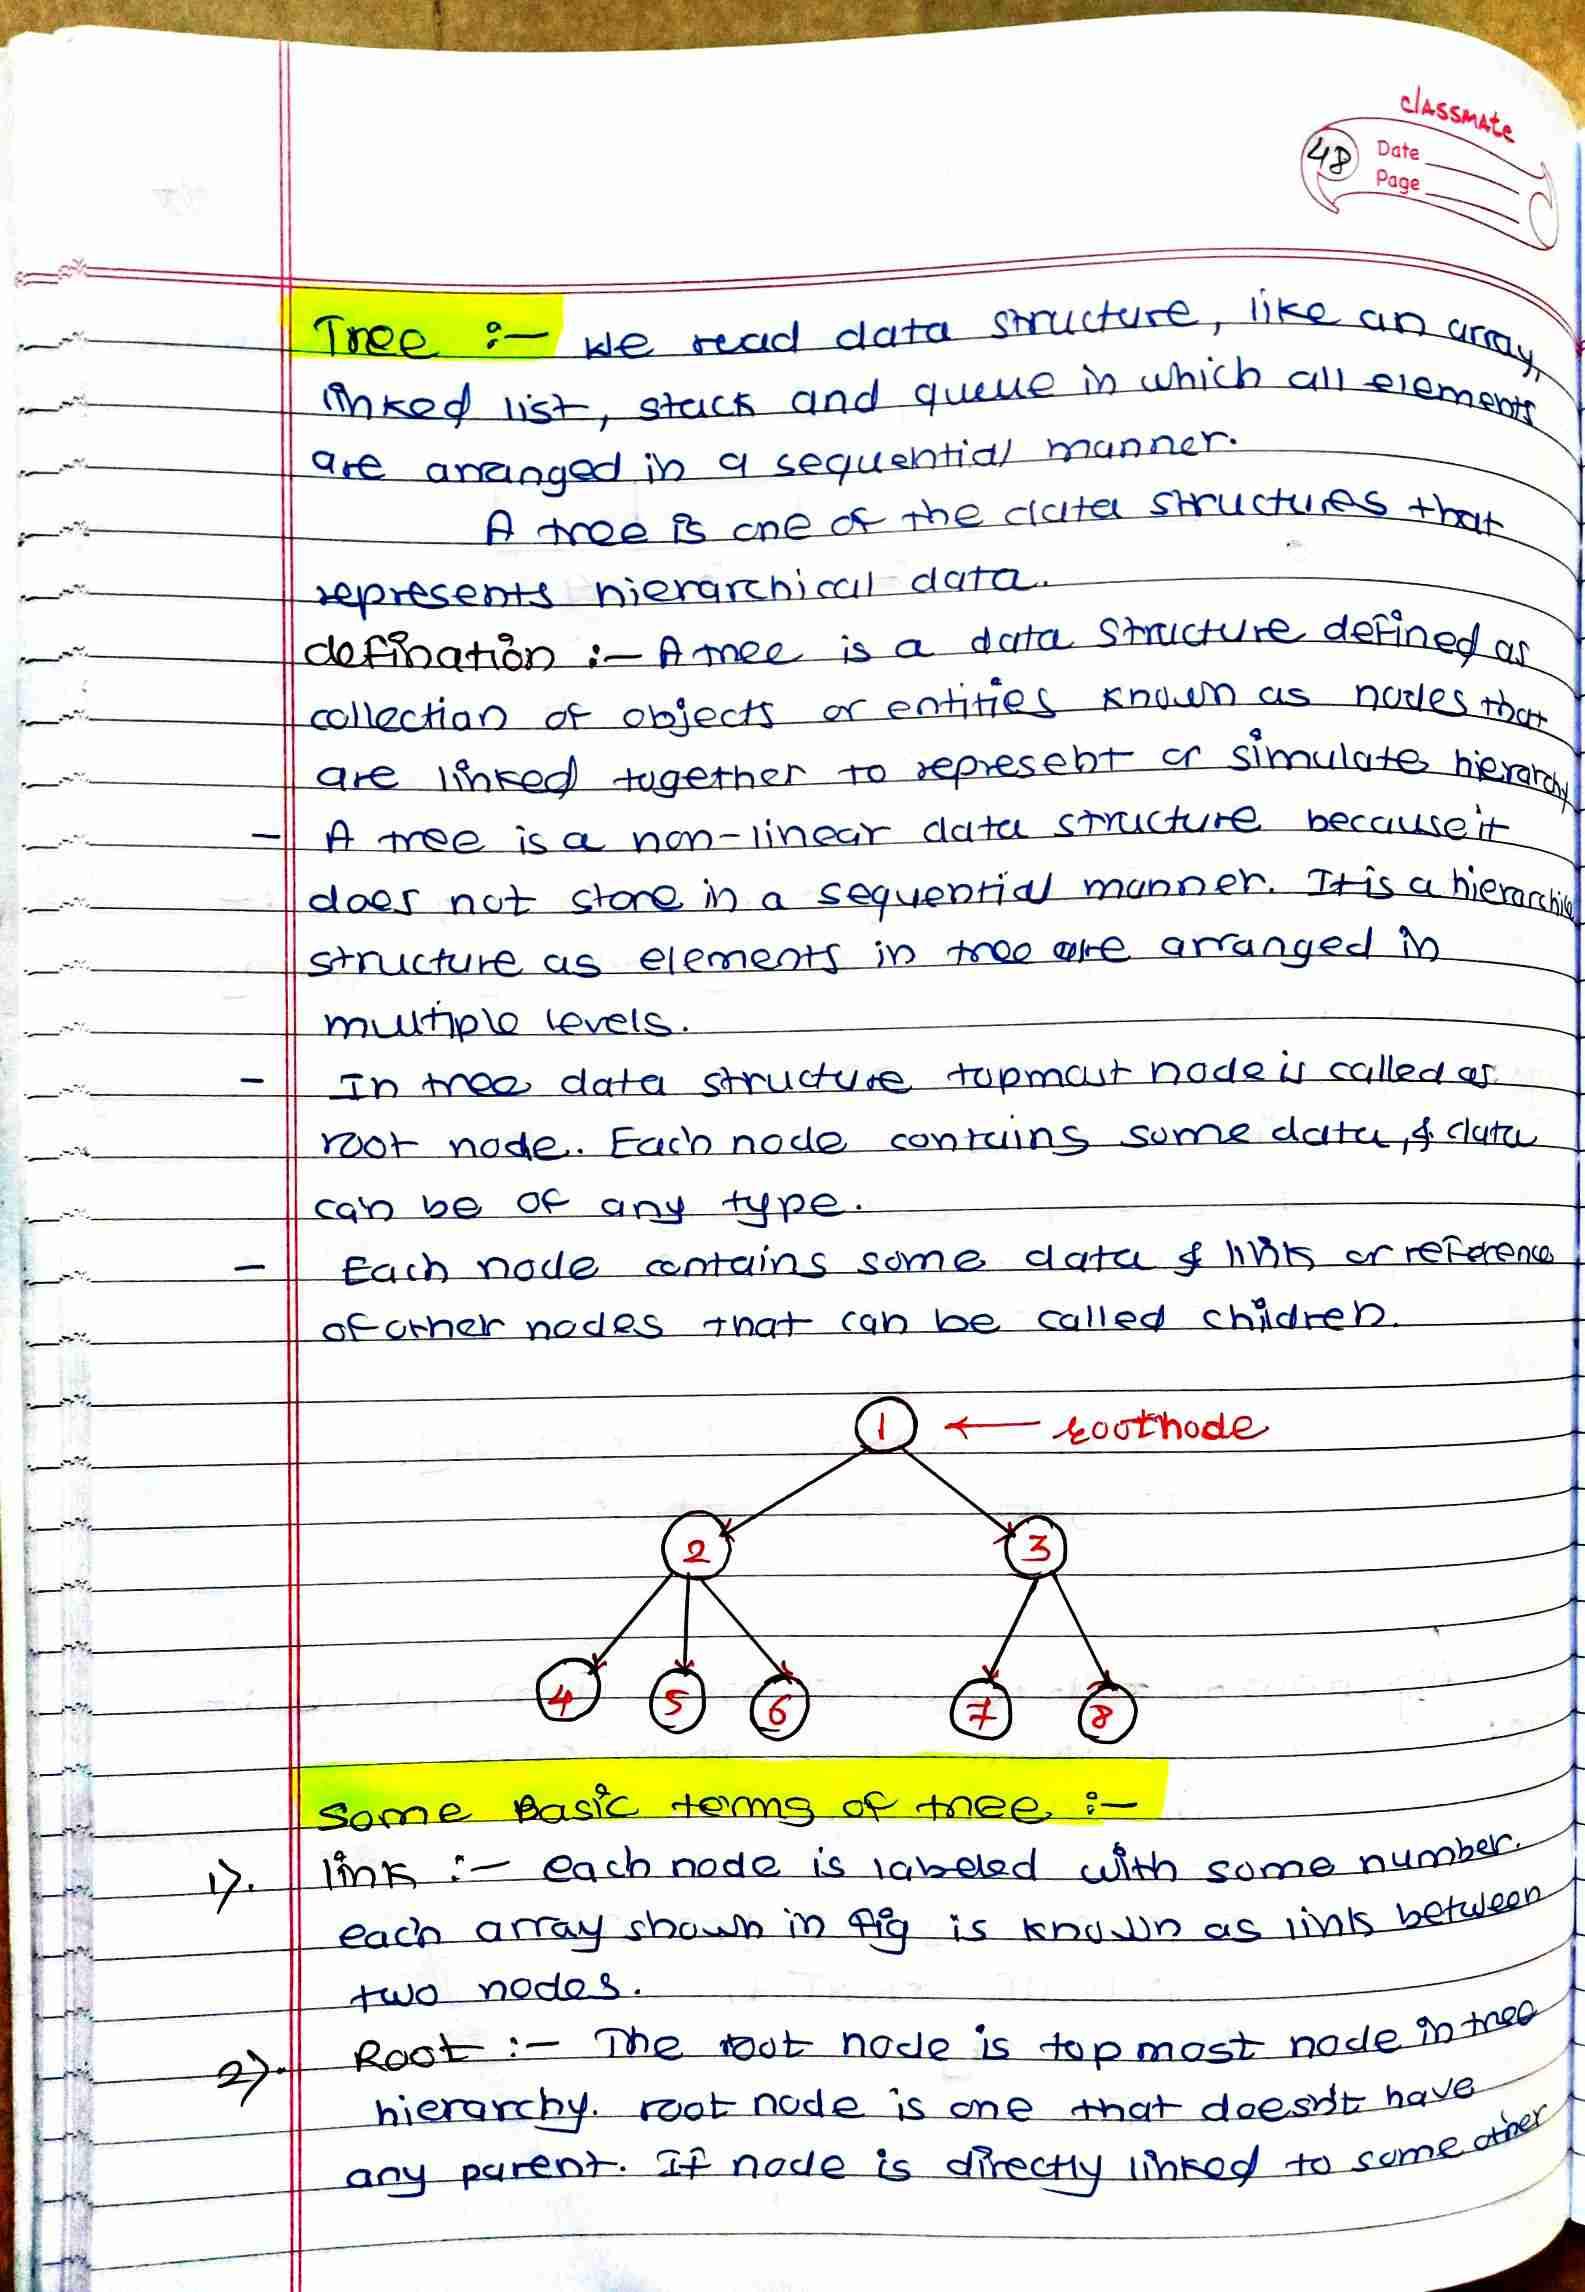 classmate
48
Date
Page
Tree :- We read data structure, like an array,
linked list, stack and queue in which all elements
are arranged in a sequential manner.
A tree is one of the data structures that
represents hierarchical data.
defination :- A tree is a data structure defined as
collection of objects or entities known as nodes that
are linked together to represebt or simulate hierarchy
- A tree is a non-linear data structure because it
does not store in a sequential manner. It is a hierarchic
structure as elements in tree are arranged in
multiple levels.
- In tree data structure topmost node is called as
root node. Each node contains some data, & data
can be of any type.
- Each node contains some data & link or reference
of other nodes that can be called children.
1 ← rootnode
2 3
4 5 6 7 8
Some Basic terms of tree :-
1). link :- each node is labeled with some number.
each array shown in fig is known as link between
two nodes.
2). Root :- The root node is top most node in tree
hierarchy. root node is one that doesn't have
any parent. If node is directly linked to some other